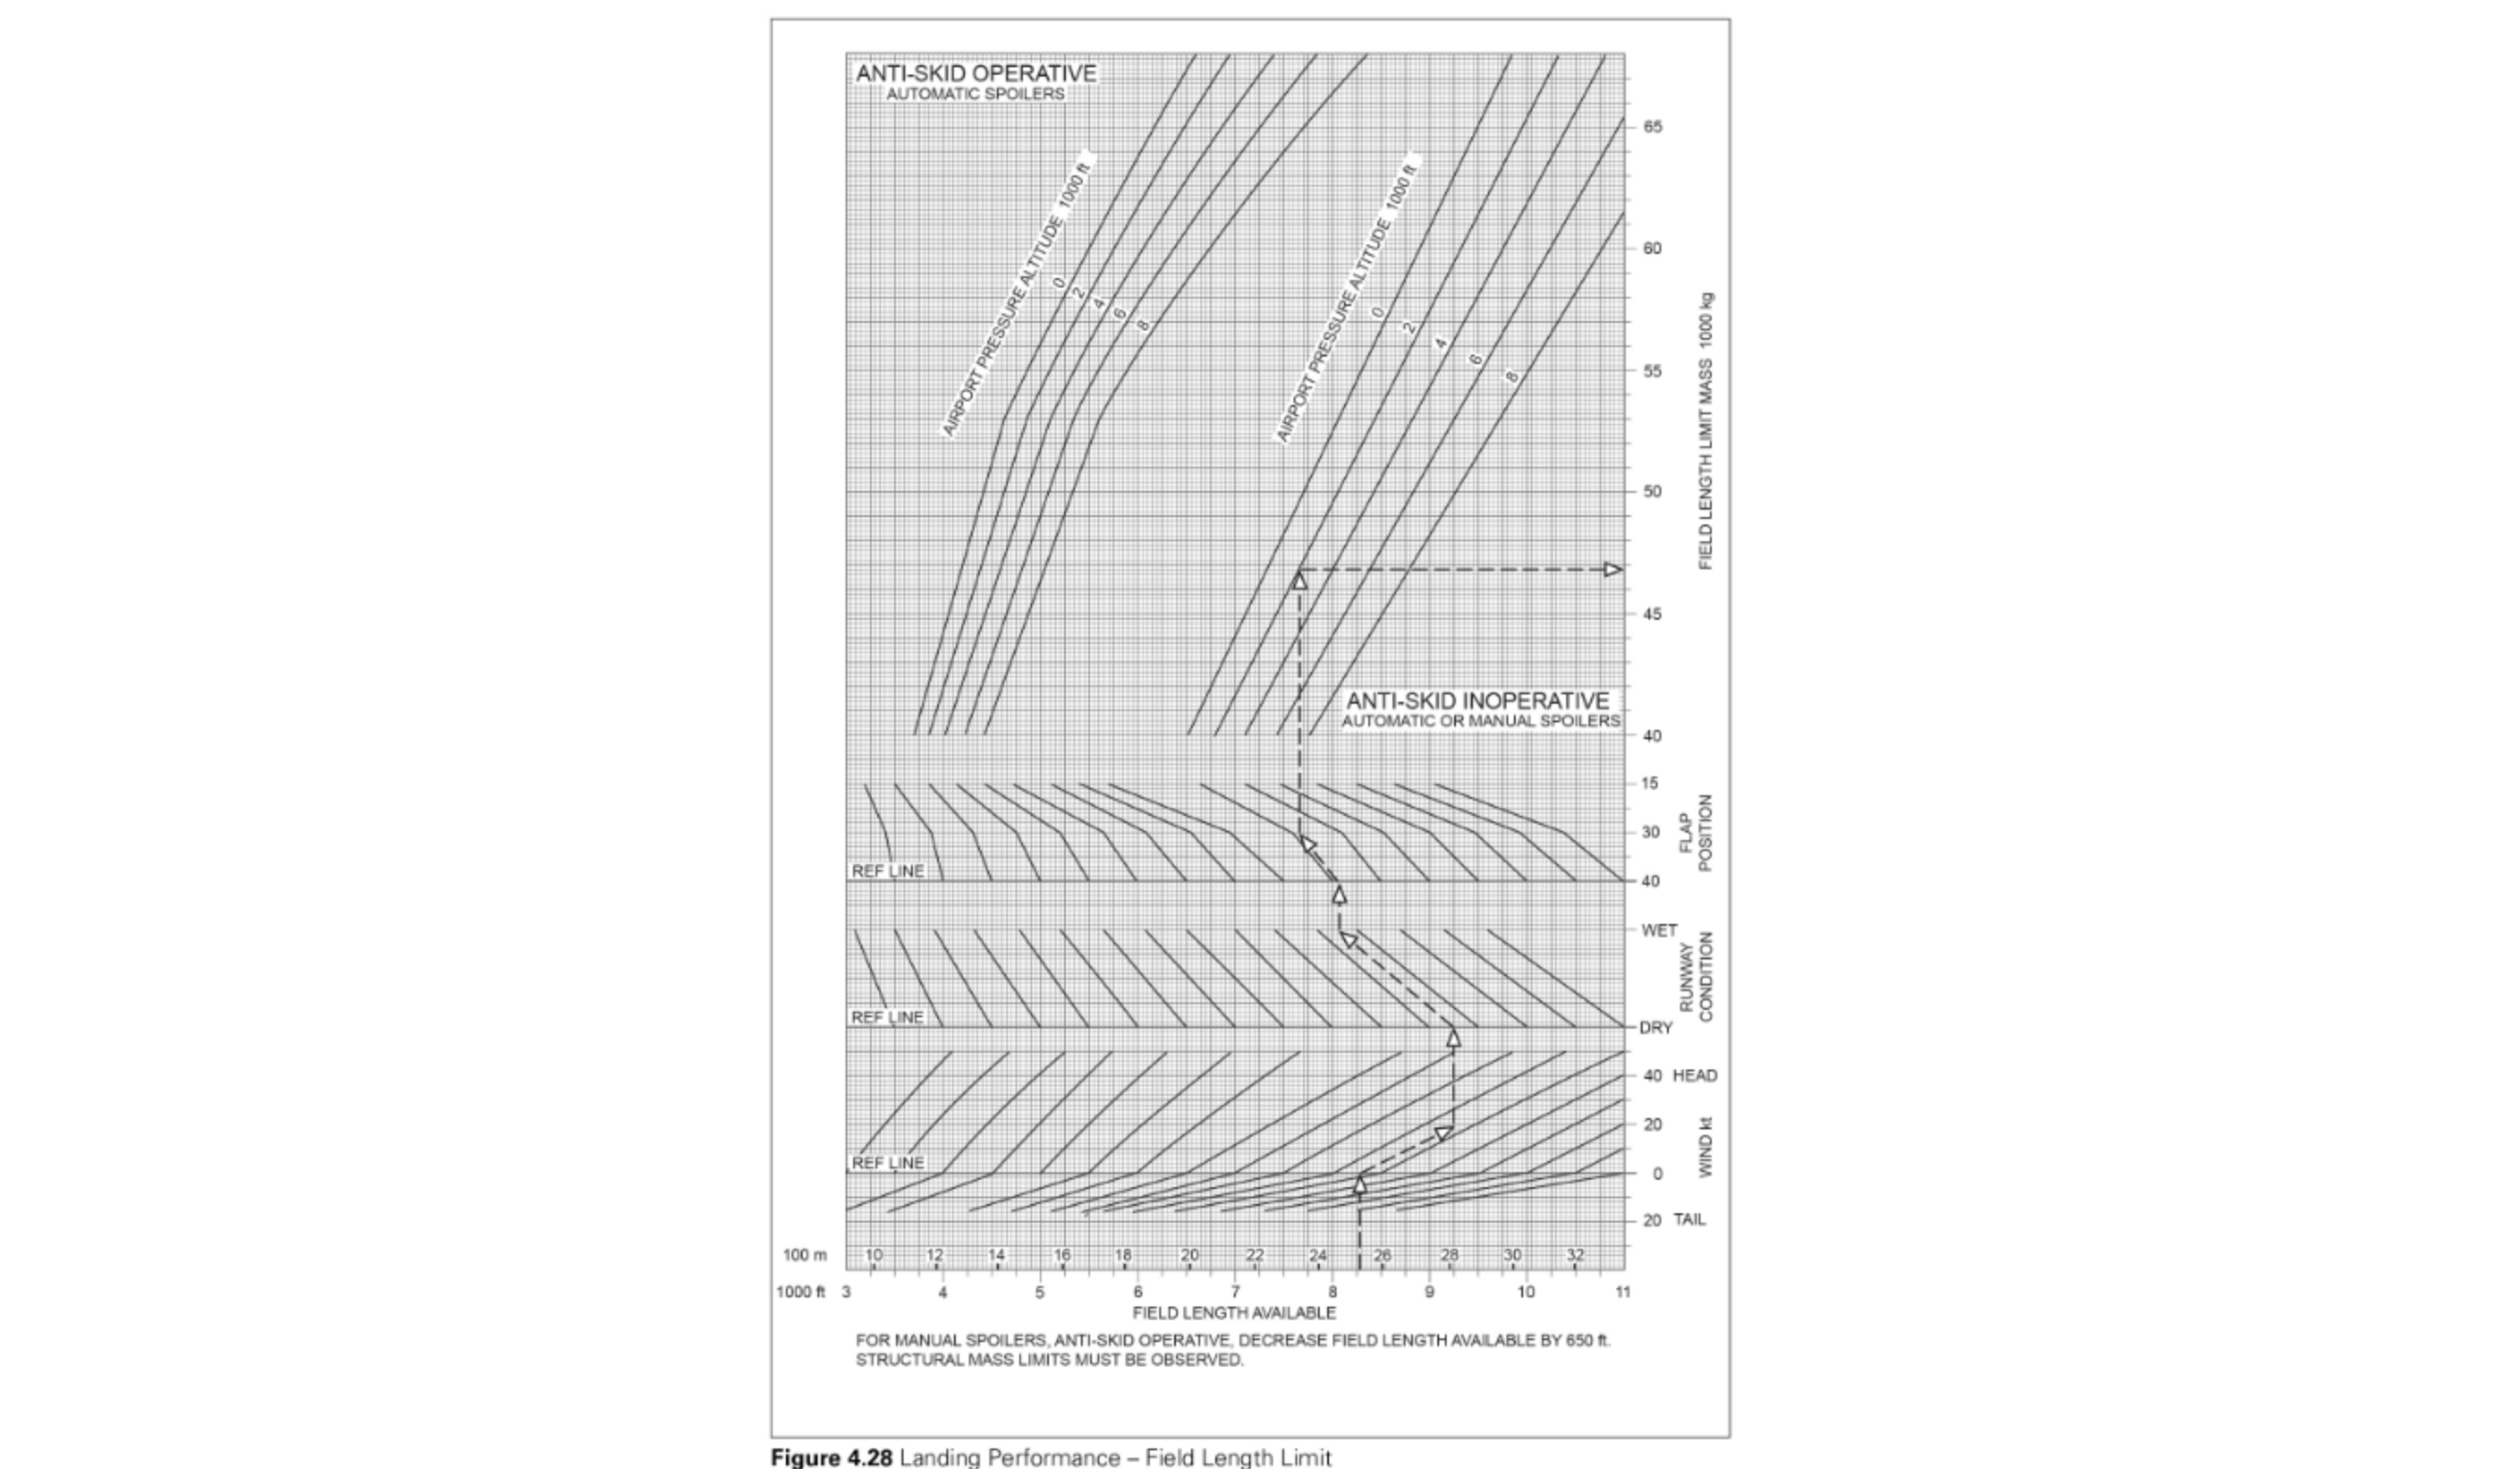 ANTI-SKID OPERATIVE
AUTOMATIC SPOILERS
AIRPORT PRESSURE ALTITUDE 1000 ft
0
2
4
6
8
AIRPORT PRESSURE ALTITUDE 1000 ft
0
2
4
6
8
65
60
55
50
45
40
FIELD LENGTH LIMIT MASS 1000 kg
ANTI-SKID INOPERATIVE
AUTOMATIC OR MANUAL SPOILERS
15
30
40
FLAP
POSITION
REF LINE
WET
DRY
RUNWAY
CONDITION
REF LINE
40 HEAD
20
0
20 TAIL
WIND kt
REF LINE
100 m 10 12 14 16 18 20 22 24 26 28 30 32
1000 ft 3 4 5 6 7 8 9 10 11
FIELD LENGTH AVAILABLE
FOR MANUAL SPOILERS, ANTI-SKID OPERATIVE, DECREASE FIELD LENGTH AVAILABLE BY 650 ft.
STRUCTURAL MASS LIMITS MUST BE OBSERVED.
Figure 4.28 Landing Performance – Field Length Limit